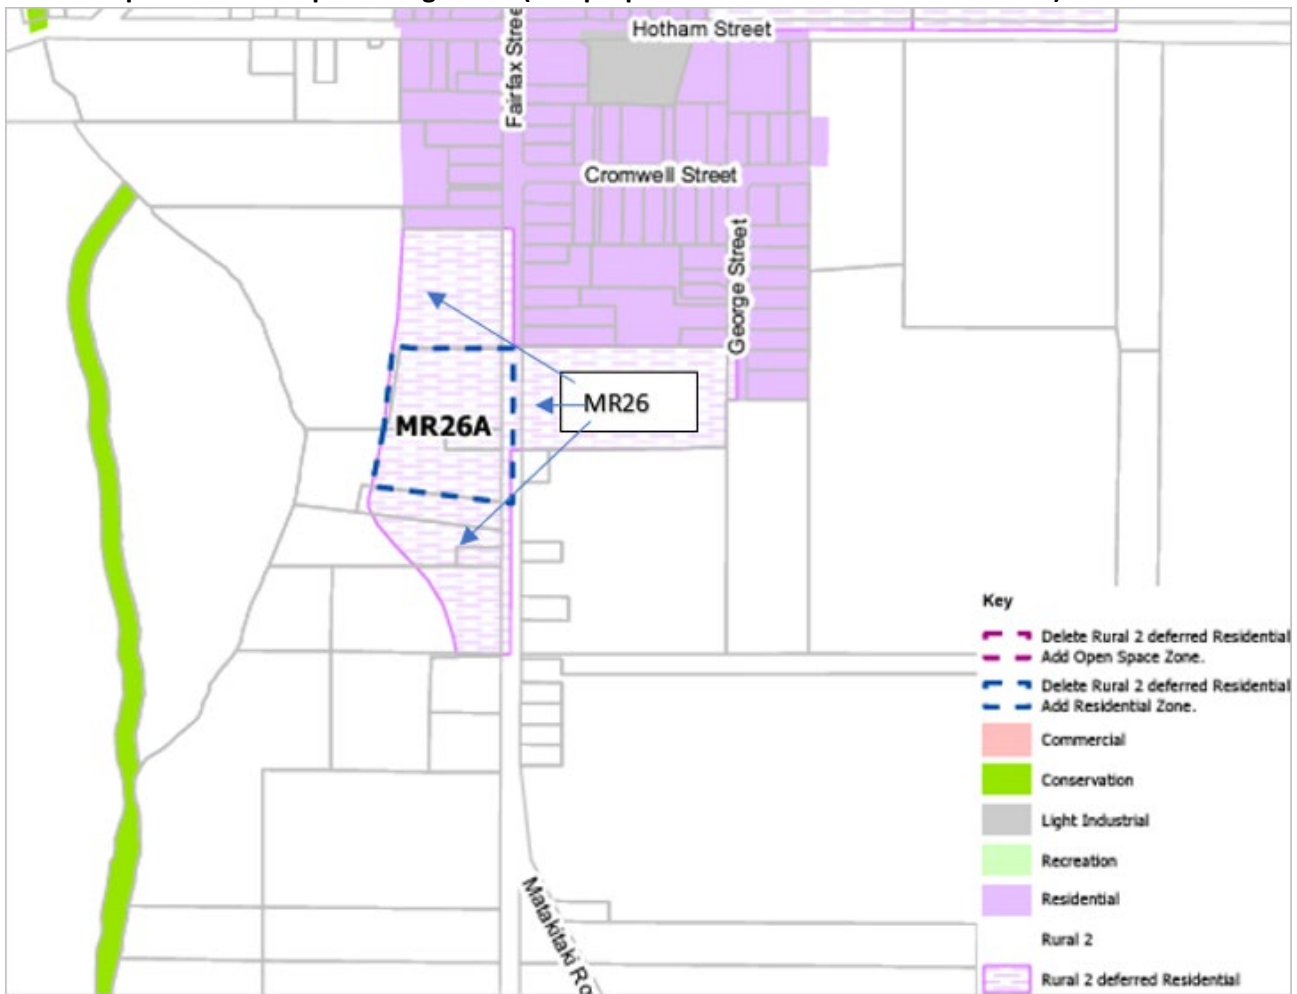 Hotham Street
Fairfax Stree
Cromwell Street
George Street
MR26
MR26A
Matakitaki Ro
Key
Delete Rural 2 deferred Residential
Add Open Space Zone.
Delete Rural 2 deferred Residential
Add Residential Zone.
Commercial
Conservation
Light Industrial
Recreation
Residential
Rural 2
Rural 2 deferred Residential